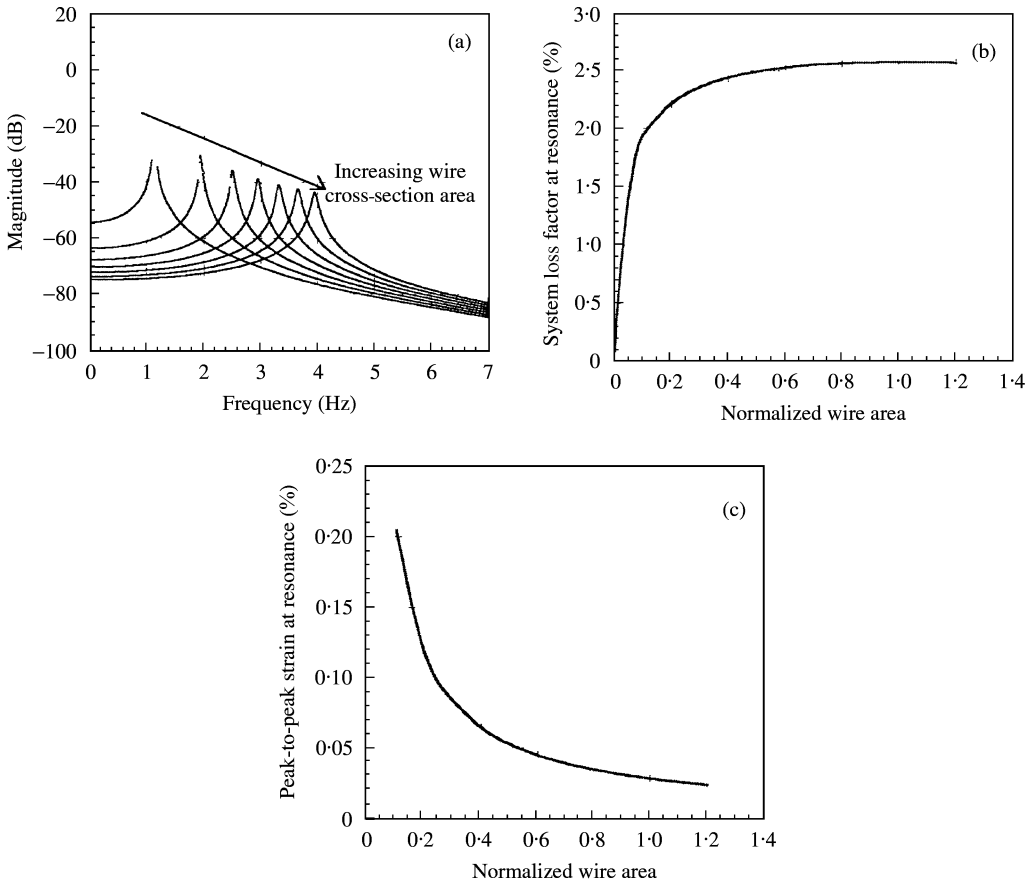 20
0
−20
−40
−60
−80
−100
Magnitude (dB)
(a)
Increasing wire
cross-section area
0 1 2 3 4 5 6 7
Frequency (Hz)
3·0
2·5
2·0
1·0
0·5
0
System loss factor at resonance (%)
(b)
0 0·2 0·4 0·6 0·8 1·0 1·2 1·4
Normalized wire area
0·25
0·20
0·15
0·10
0·05
0
Peak-to-peak strain at resonance (%)
(c)
0 0·2 0·4 0·6 0·8 1·0 1·2 1·4
Normalized wire area